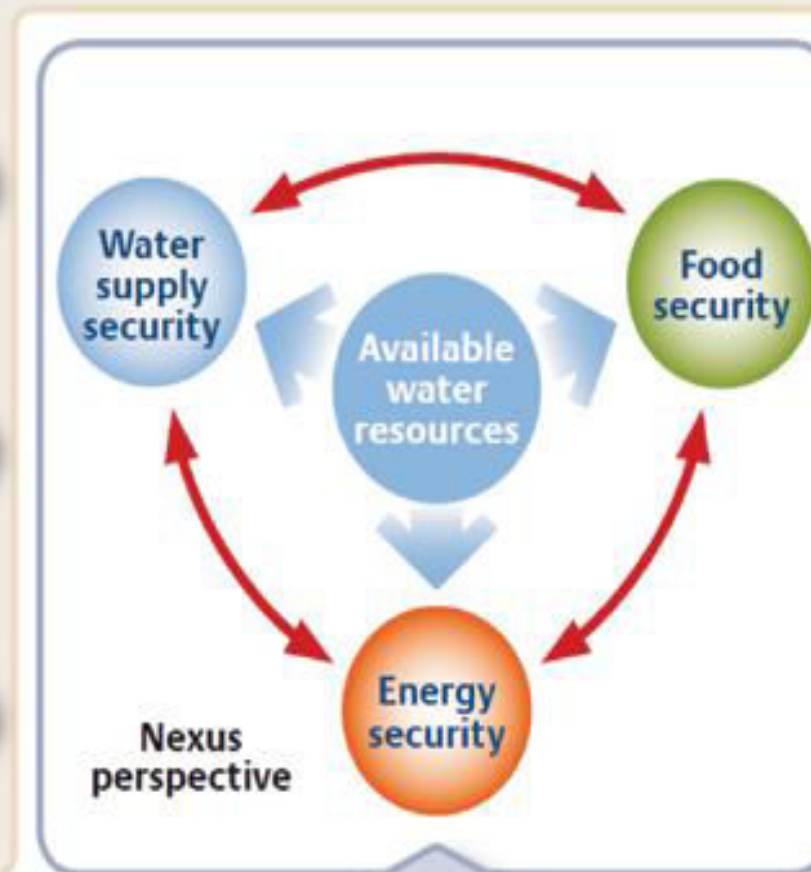 Water
supply
security
Food
security
Available
water
resources
Energy
security
Nexus
perspective